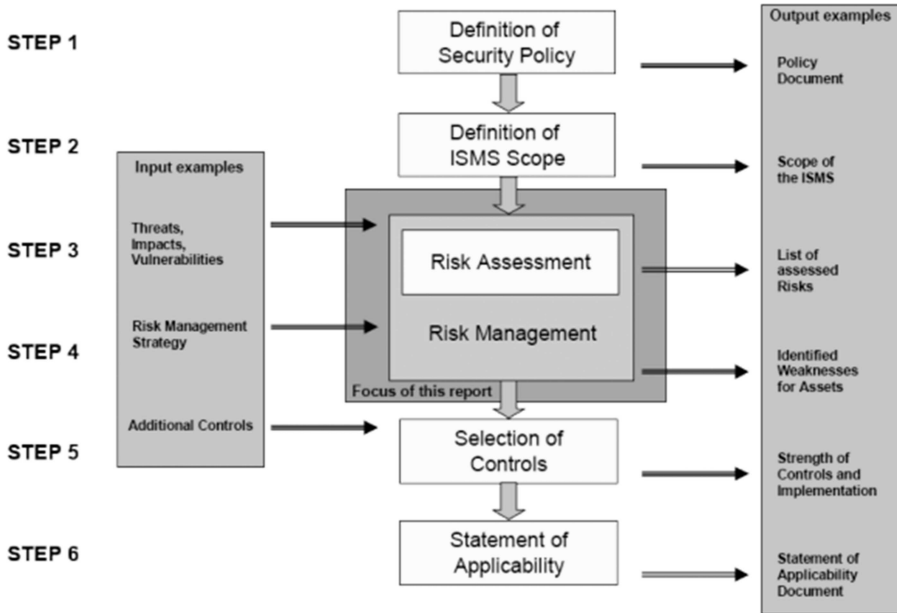 Output examples
STEP 1
Definition of
Security Policy
Policy
Document
STEP 2
Definition of
ISMS Scope
Scope of
the ISMS
Input examples
STEP 3
Threats,
Impacts,
Vulnerabilities
Risk Assessment
List of
assessed
Risks
STEP 4
Risk Management
Strategy
Risk Management
Identified
Weaknesses
for Assets
Focus of this report
STEP 5
Additional Controls
Selection of
Controls
Strength of
Controls and
Implementation
STEP 6
Statement of
Applicability
Statement of
Applicability
Document